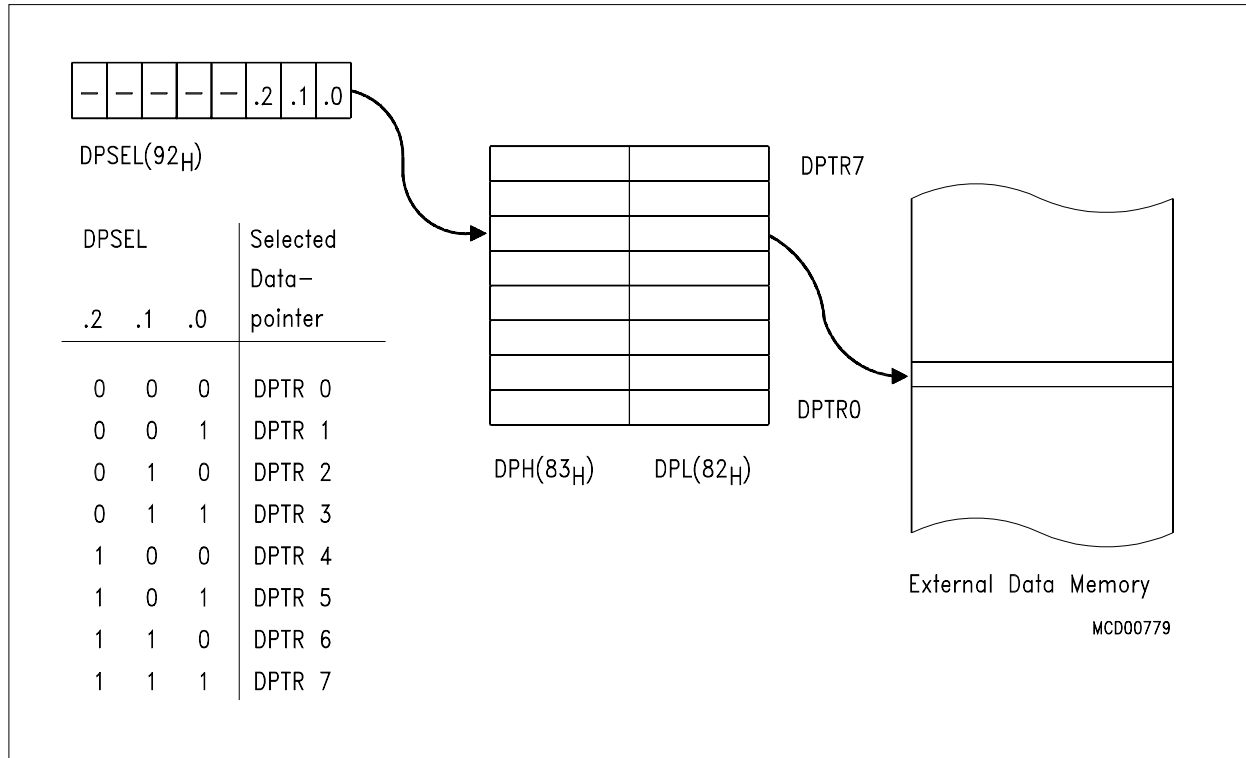 – – – – – .2 .1 .0
DPSEL(92H)
DPSEL Selected
Data–
.2 .1 .0 pointer
0 0 0 DPTR 0
0 0 1 DPTR 1
0 1 0 DPTR 2
0 1 1 DPTR 3
1 0 0 DPTR 4
1 0 1 DPTR 5
1 1 0 DPTR 6
1 1 1 DPTR 7
DPTR7
DPTR0
DPH(83H) DPL(82H)
External Data Memory
MCD00779